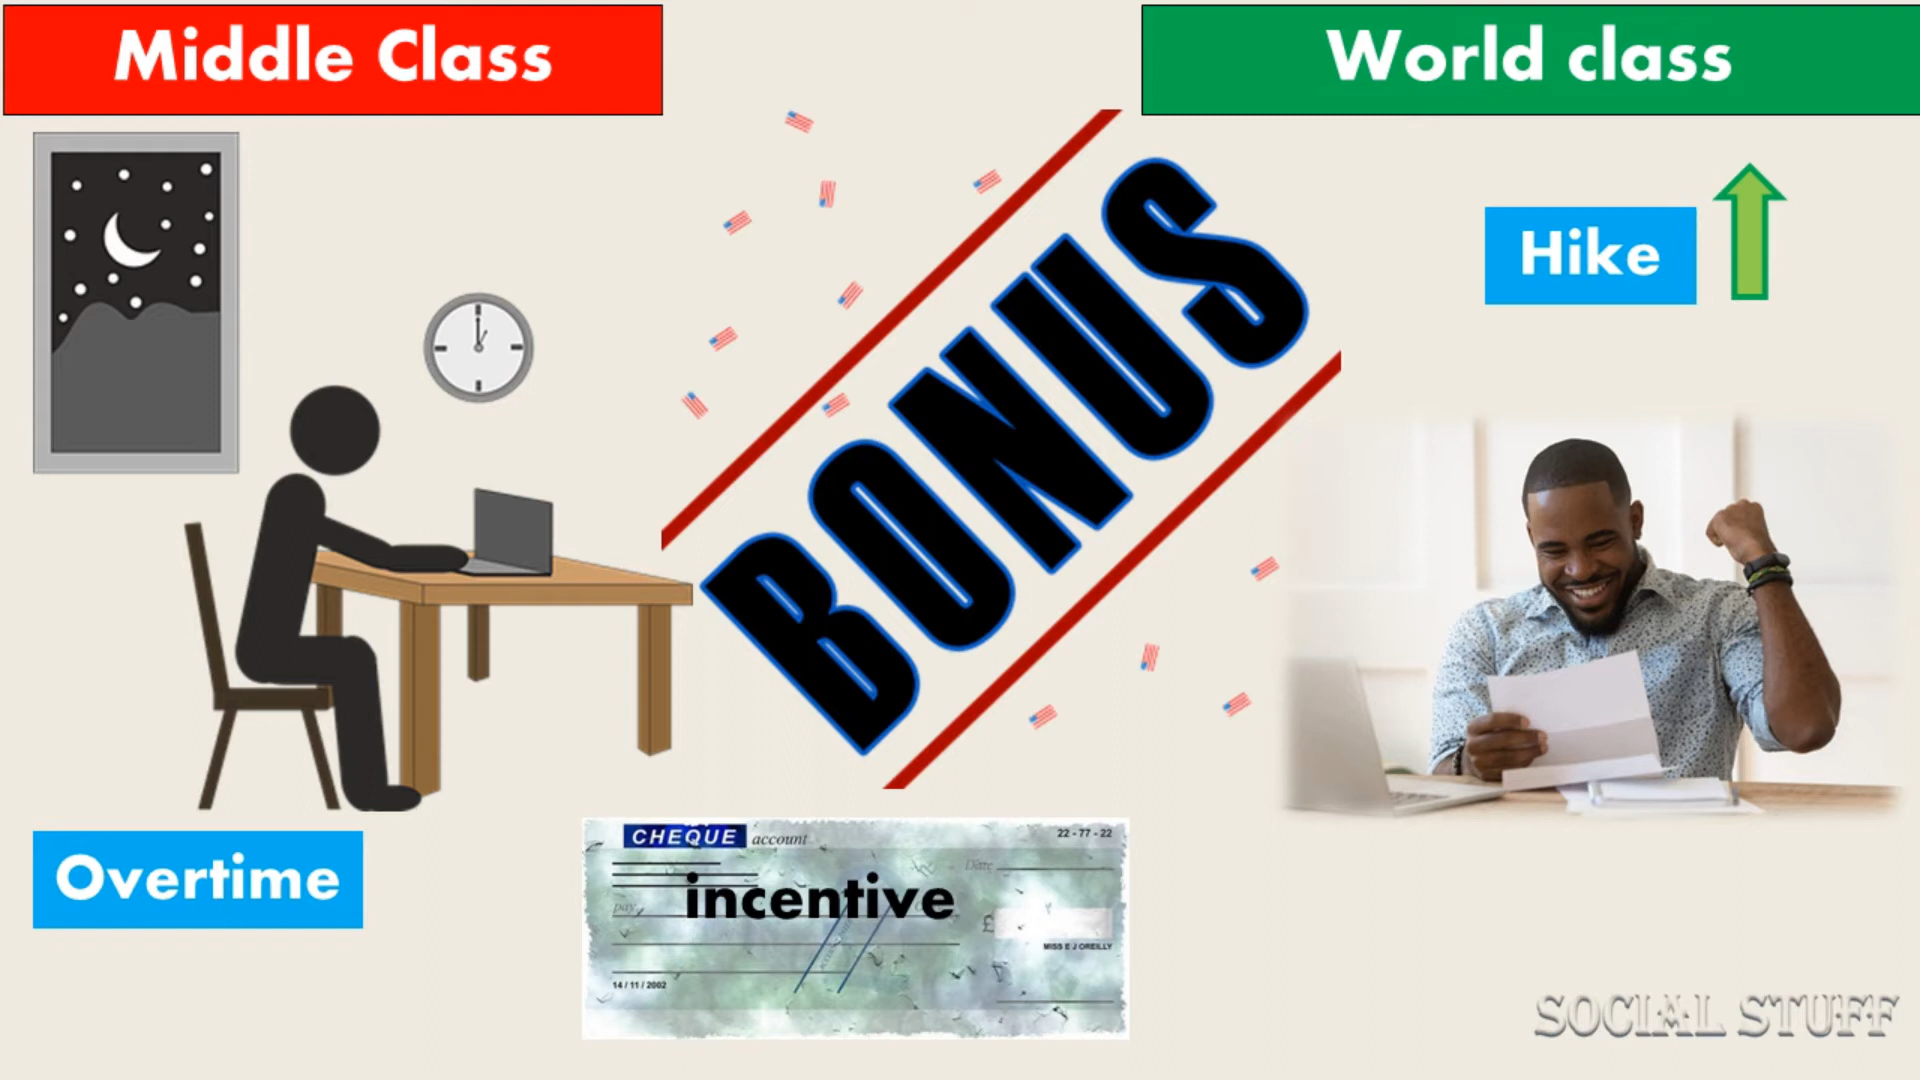 Middle Class
World class
Hike
BONUS
Overtime
CHEQUE account
22 - 77 - 22
Date
incentive
pay
£
MISS E J OREILLY
14 / 11 / 2002
SOCIAL STUFF